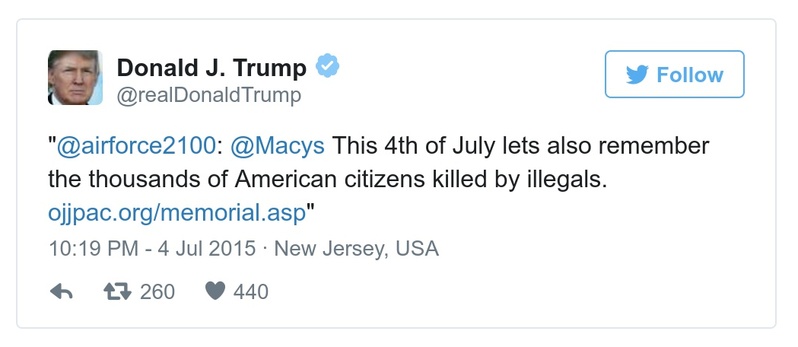 Donald J. Trump
@realDonaldTrump
Follow
"@airforce2100: @Macys This 4th of July lets also remember
the thousands of American citizens killed by illegals.
ojjpac.org/memorial.asp"
10:19 PM - 4 Jul 2015 · New Jersey, USA
260 440